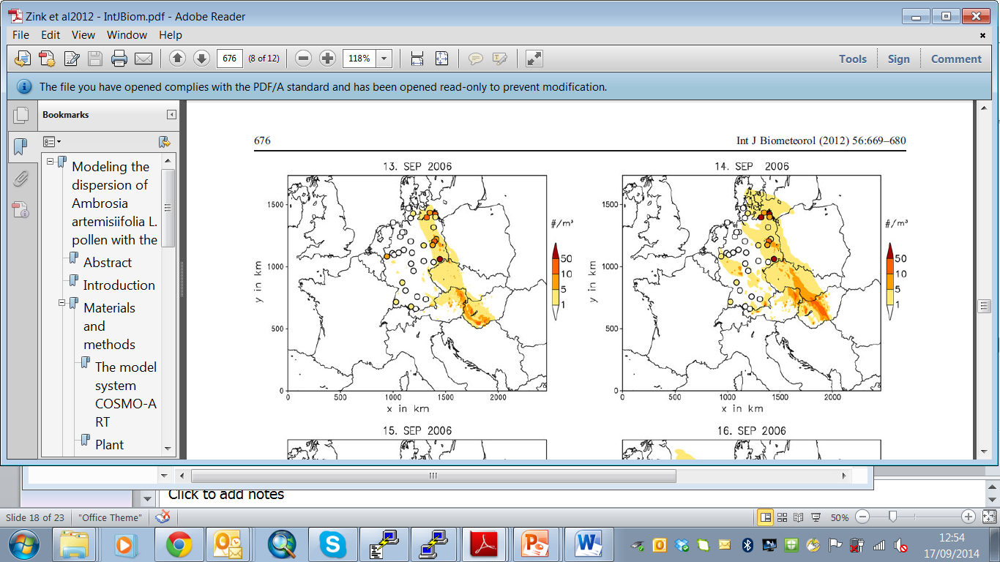 Zink et al2012 - IntJBiom.pdf - Adobe Reader
File Edit View Window Help
676 (8 of 12) 118% Tools Sign Comment
The file you have opened complies with the PDF/A standard and has been opened read-only to prevent modification.
Bookmarks
Modeling the
dispersion of
Ambrosia
artemisiifolia L.
pollen with the
Abstract
Introduction
Materials
and
methods
The model
system
COSMO-A
RT
Plant
676 Int J Biometeorol (2012) 56:669–680
13. SEP 2006
1500
1000
500
0
y in km
0 500 1000 1500 2000
x in km
#/m³
50
10
5
1
14. SEP 2006
1500
1000
500
0
y in km
0 500 1000 1500 2000
x in km
#/m³
50
10
5
1
15. SEP 2006
16. SEP 2006
Click to add notes
Slide 18 of 23 "Office Theme" 50%
12:54
17/09/2014